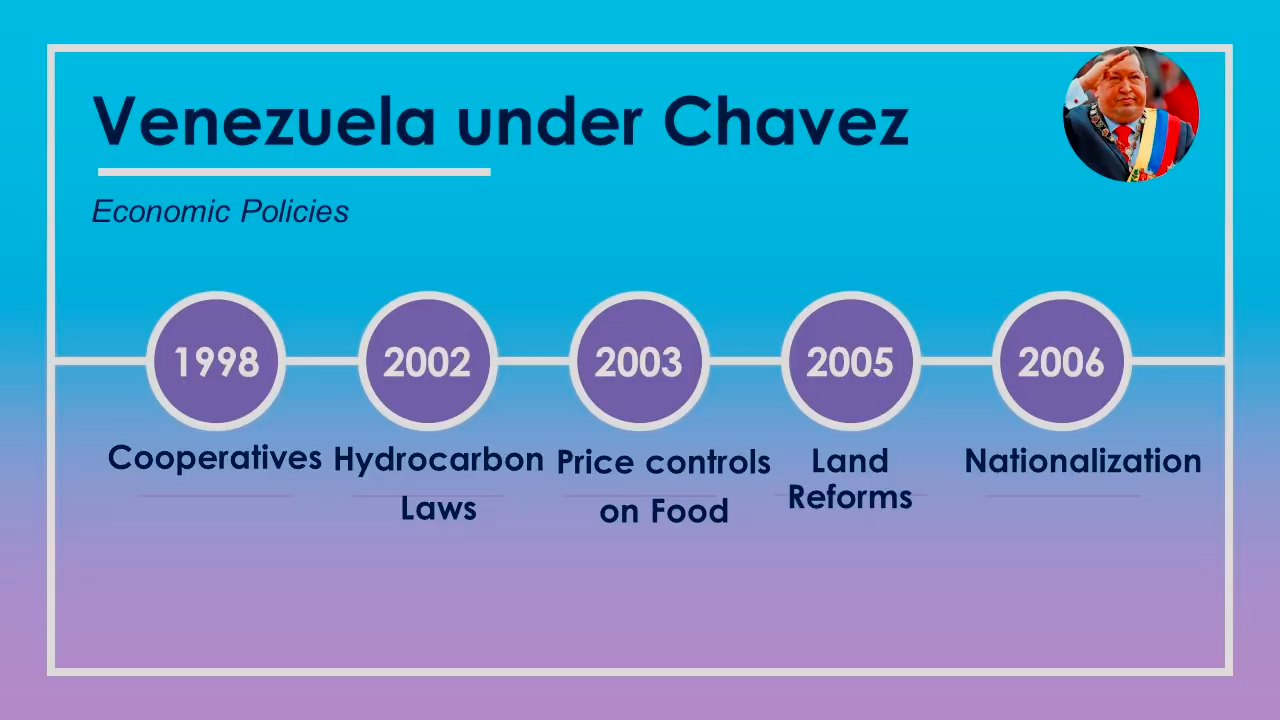 Venezuela under Chavez
Economic Policies
1998
2002
2003
2005
2006
Cooperatives
Hydrocarbon
Laws
Price controls
on Food
Land
Reforms
Nationalization